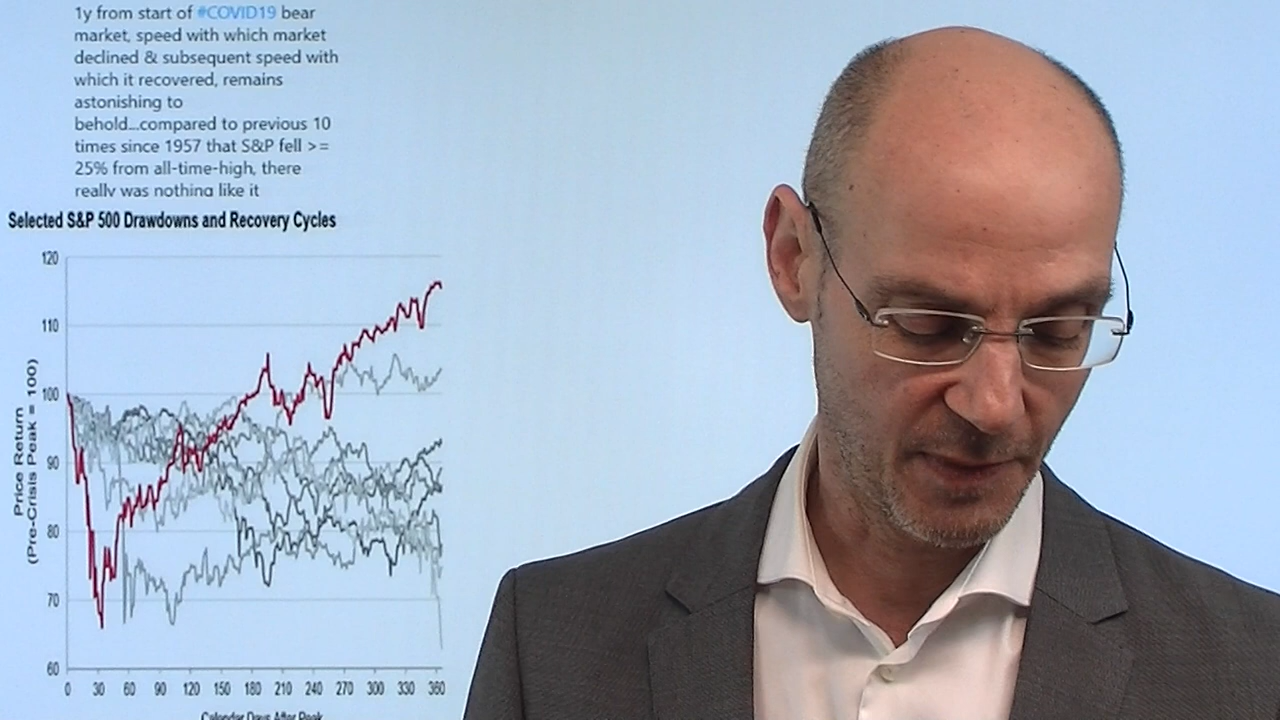 1y from start of #COVID19 bear
market, speed with which market
declined & subsequent speed with
which it recovered, remains
astonishing to
behold...compared to previous 10
times since 1957 that S&P fell >=
25% from all-time-high, there
really was nothing like it
Selected S&P 500 Drawdowns and Recovery Cycles
120
110
100
90
80
70
60
Price Return
(Pre-Crisis Peak = 100)
0 30 60 90 120 150 180 210 240 270 300 330 360
Calendar Days After Peak